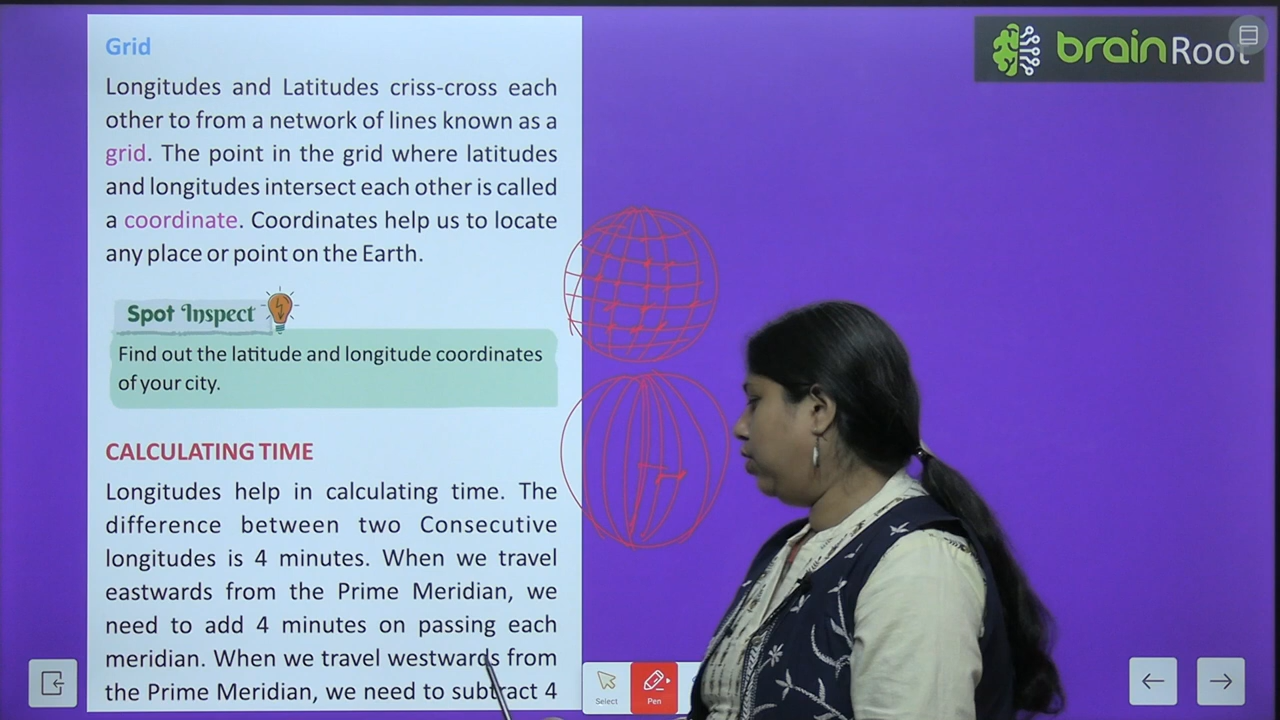 Grid
Longitudes and Latitudes criss-cross each
other to from a network of lines known as a
grid. The point in the grid where latitudes
and longitudes intersect each other is called
a coordinate. Coordinates help us to locate
any place or point on the Earth.
Spot Inspect
Find out the latitude and longitude coordinates
of your city.
CALCULATING TIME
Longitudes help in calculating time. The
difference between two Consecutive
longitudes is 4 minutes. When we travel
eastwards from the Prime Meridian, we
need to add 4 minutes on passing each
meridian. When we travel westwards from
the Prime Meridian, we need to subtract 4
brainRoot
Select
Pen